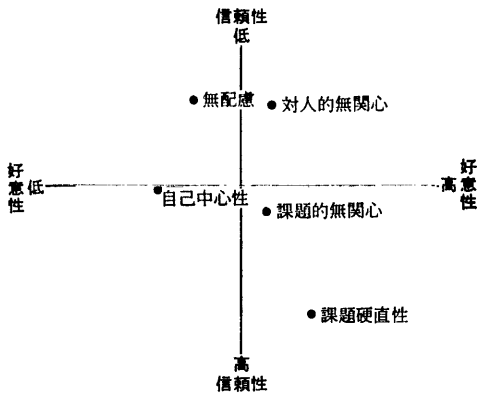 信頼性
低
無配慮
対人的無関心
好意性
低
高
好意性
自己中心性
課題的無関心
課題硬直性
高
信頼性